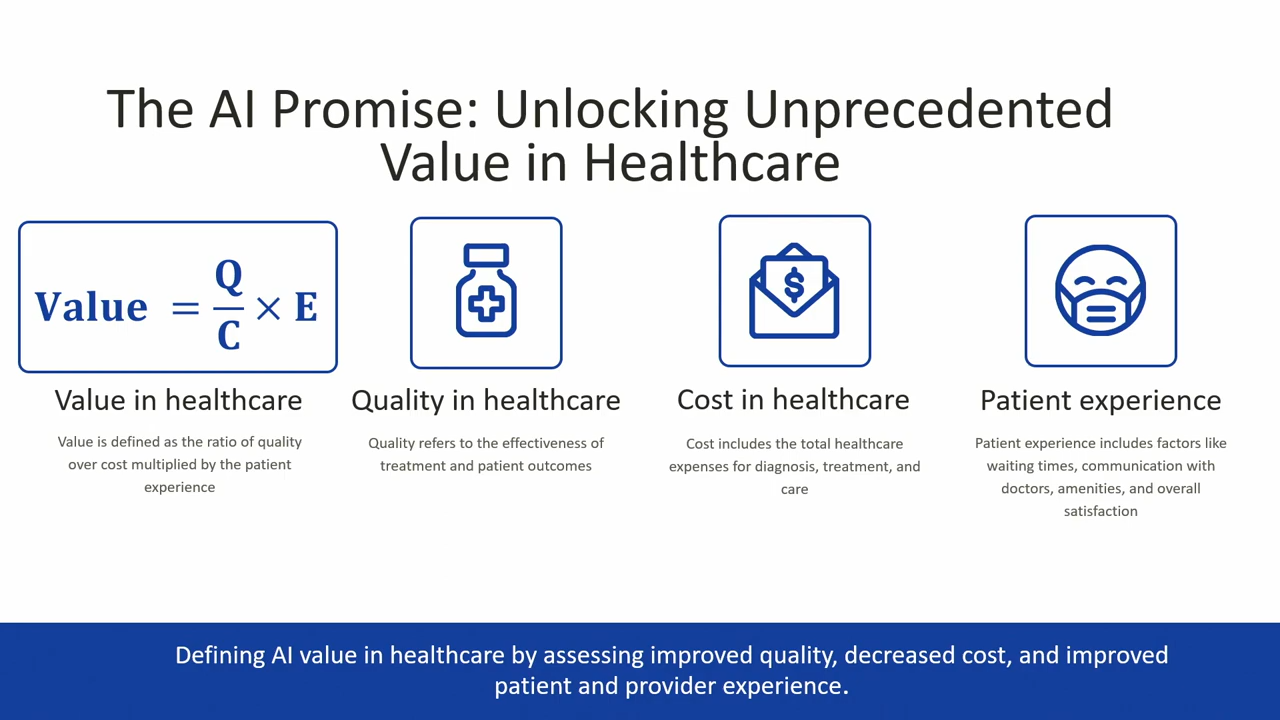 The AI Promise: Unlocking Unprecedented
Value in Healthcare
Value = Q/C × E
$
Value in healthcare
Value is defined as the ratio of quality
over cost multiplied by the patient
experience
Quality in healthcare
Quality refers to the effectiveness of
treatment and patient outcomes
Cost in healthcare
Cost includes the total healthcare
expenses for diagnosis, treatment, and
care
Patient experience
Patient experience includes factors like
waiting times, communication with
doctors, amenities, and overall
satisfaction
Defining AI value in healthcare by assessing improved quality, decreased cost, and improved
patient and provider experience.